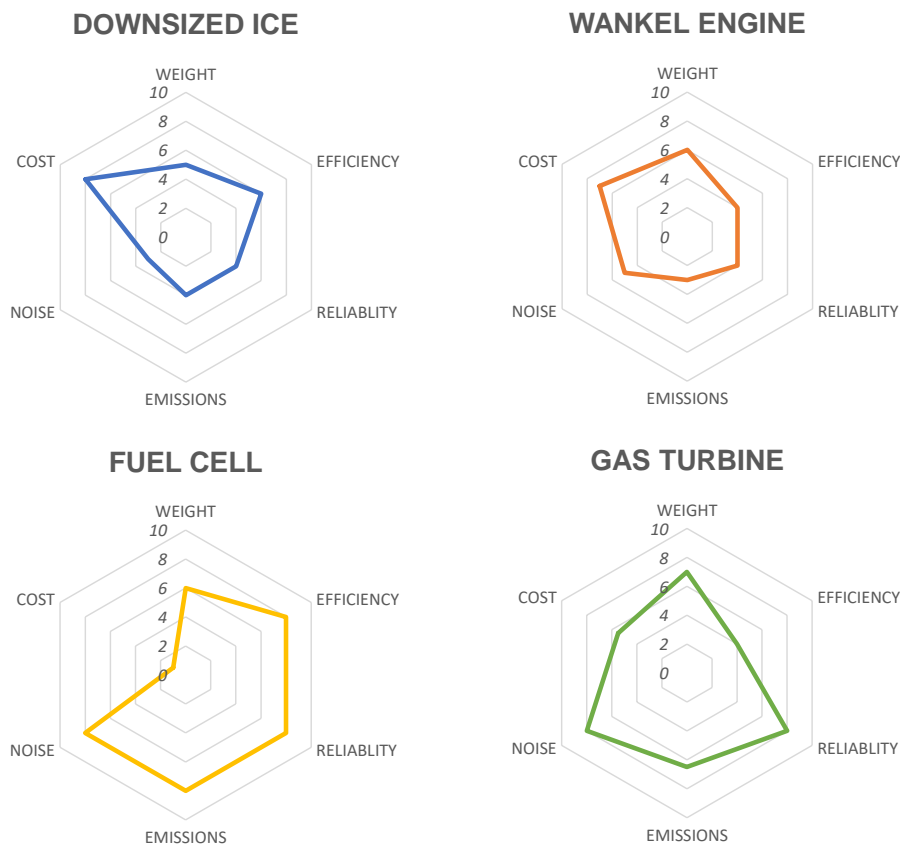 DOWNSIZED ICE
WEIGHT
10
8
6
4
2
0
COST
EFFICIENCY
NOISE
RELIABLITY
EMISSIONS
WANKEL ENGINE
WEIGHT
10
8
6
4
2
0
COST
EFFICIENCY
NOISE
RELIABLITY
EMISSIONS
FUEL CELL
WEIGHT
10
8
6
4
2
0
COST
EFFICIENCY
NOISE
RELIABLITY
EMISSIONS
GAS TURBINE
WEIGHT
10
8
6
4
2
0
COST
EFFICIENCY
NOISE
RELIABLITY
EMISSIONS